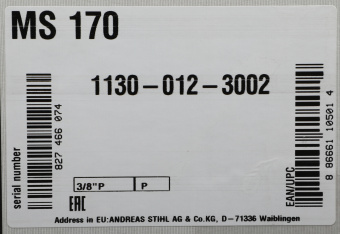 MS 170
1130-012-3002
serial number
827 466 074
EAN/UPC
8 86661 10501 4
3/8"P P
EAC
Address in EU:ANDREAS STIHL AG & Co.KG, D-71336 Waiblingen